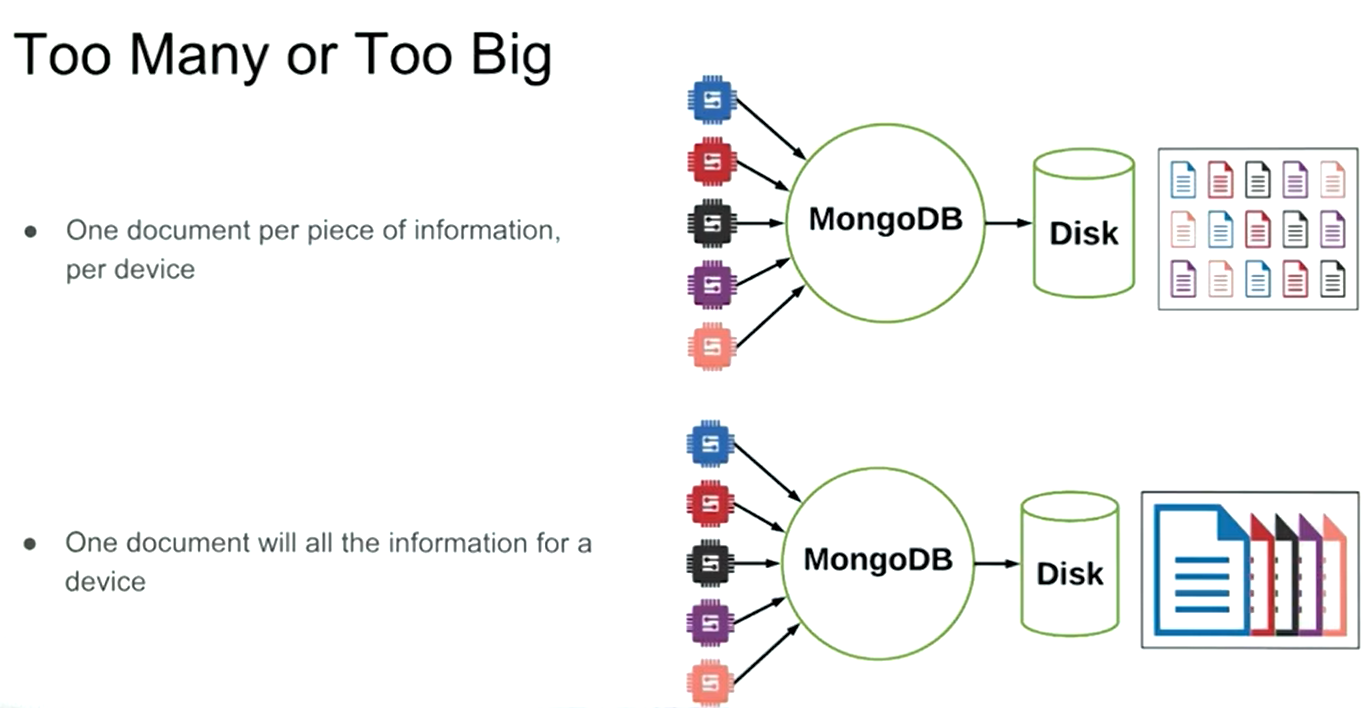 Too Many or Too Big
● One document per piece of information,
per device
MongoDB
Disk
● One document will all the information for a
device
MongoDB
Disk